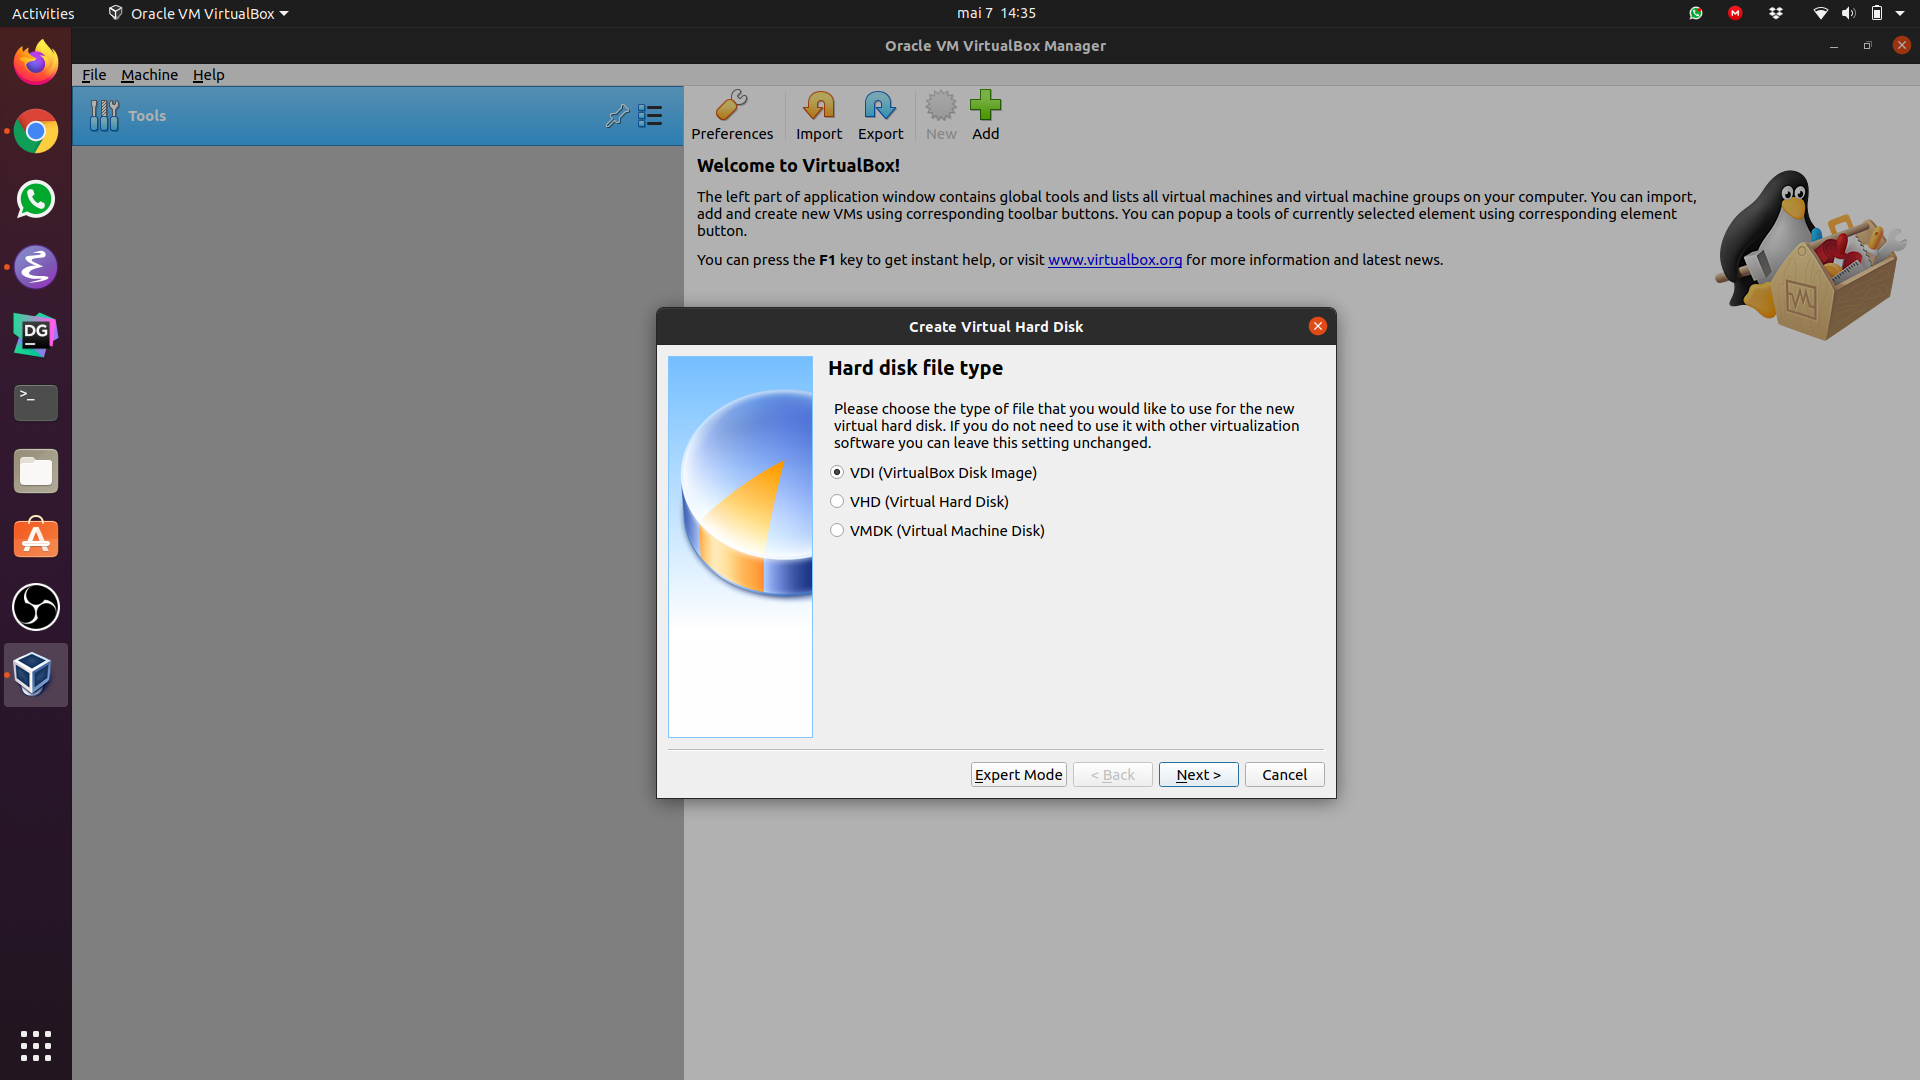 Activities
Oracle VM VirtualBox
mai 7 14:35
Oracle VM VirtualBox Manager
File Machine Help
Tools
Preferences Import Export New Add
Welcome to VirtualBox!
The left part of application window contains global tools and lists all virtual machines and virtual machine groups on your computer. You can import,
add and create new VMs using corresponding toolbar buttons. You can popup a tools of currently selected element using corresponding element
button.
You can press the F1 key to get instant help, or visit www.virtualbox.org for more information and latest news.
Create Virtual Hard Disk
Hard disk file type
Please choose the type of file that you would like to use for the new
virtual hard disk. If you do not need to use it with other virtualization
software you can leave this setting unchanged.
VDI (VirtualBox Disk Image)
VHD (Virtual Hard Disk)
VMDK (Virtual Machine Disk)
Expert Mode < Back Next > Cancel
DG
>_